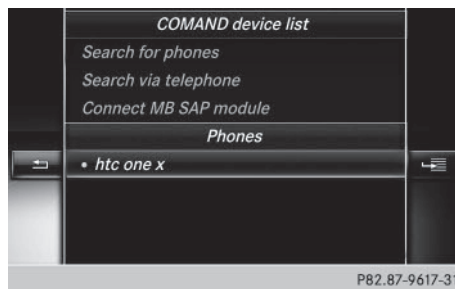 COMAND device list
Search for phones
Search via telephone
Connect MB SAP module
Phones
• htc one x
P82.87-9617-31